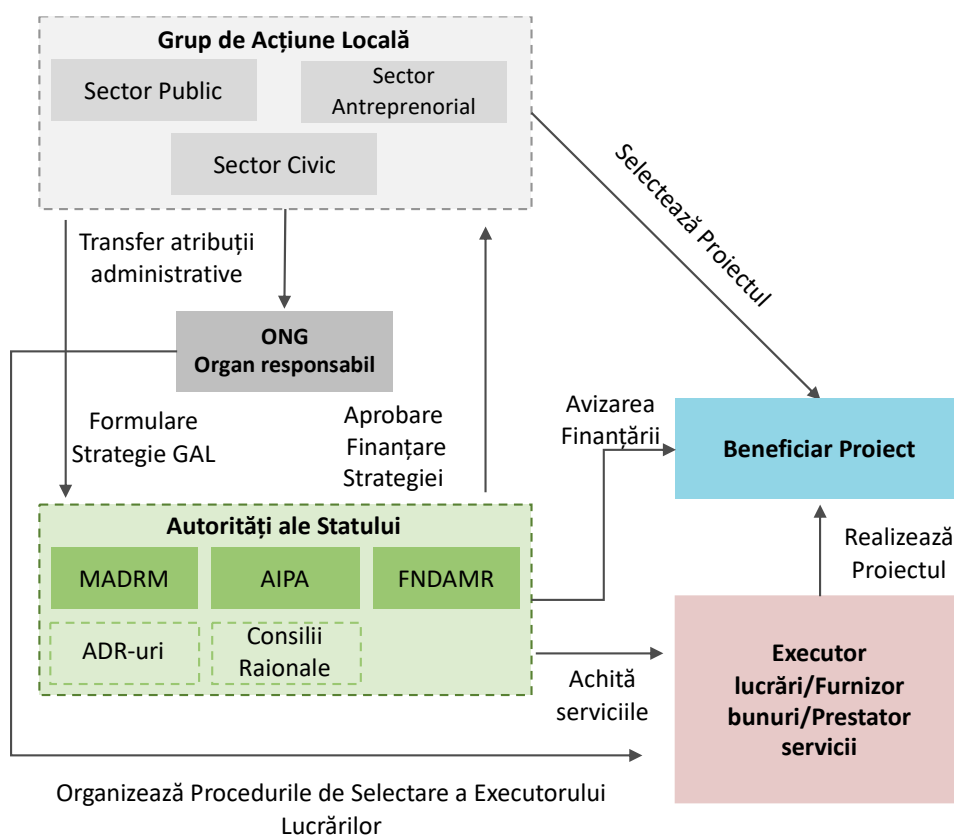 Grup de Acțiune Locală
Sector Public
Sector
Antreprenorial
Sector Civic
Selectează Proiectul
Transfer atribuții
administrative
ONG
Organ responsabil
Formulare
Strategie GAL
Aprobare
Finanțare
Strategiei
Avizarea
Finanțării
Beneficiar Proiect
Autorități ale Statului
MADRM
AIPA
FNDAMR
ADR-uri
Consilii
Raionale
Realizează
Proiectul
Achită
serviciile
Executor
lucrări/Furnizor
bunuri/Prestator
servicii
Organizează Procedurile de Selectare a Executorului
Lucrărilor